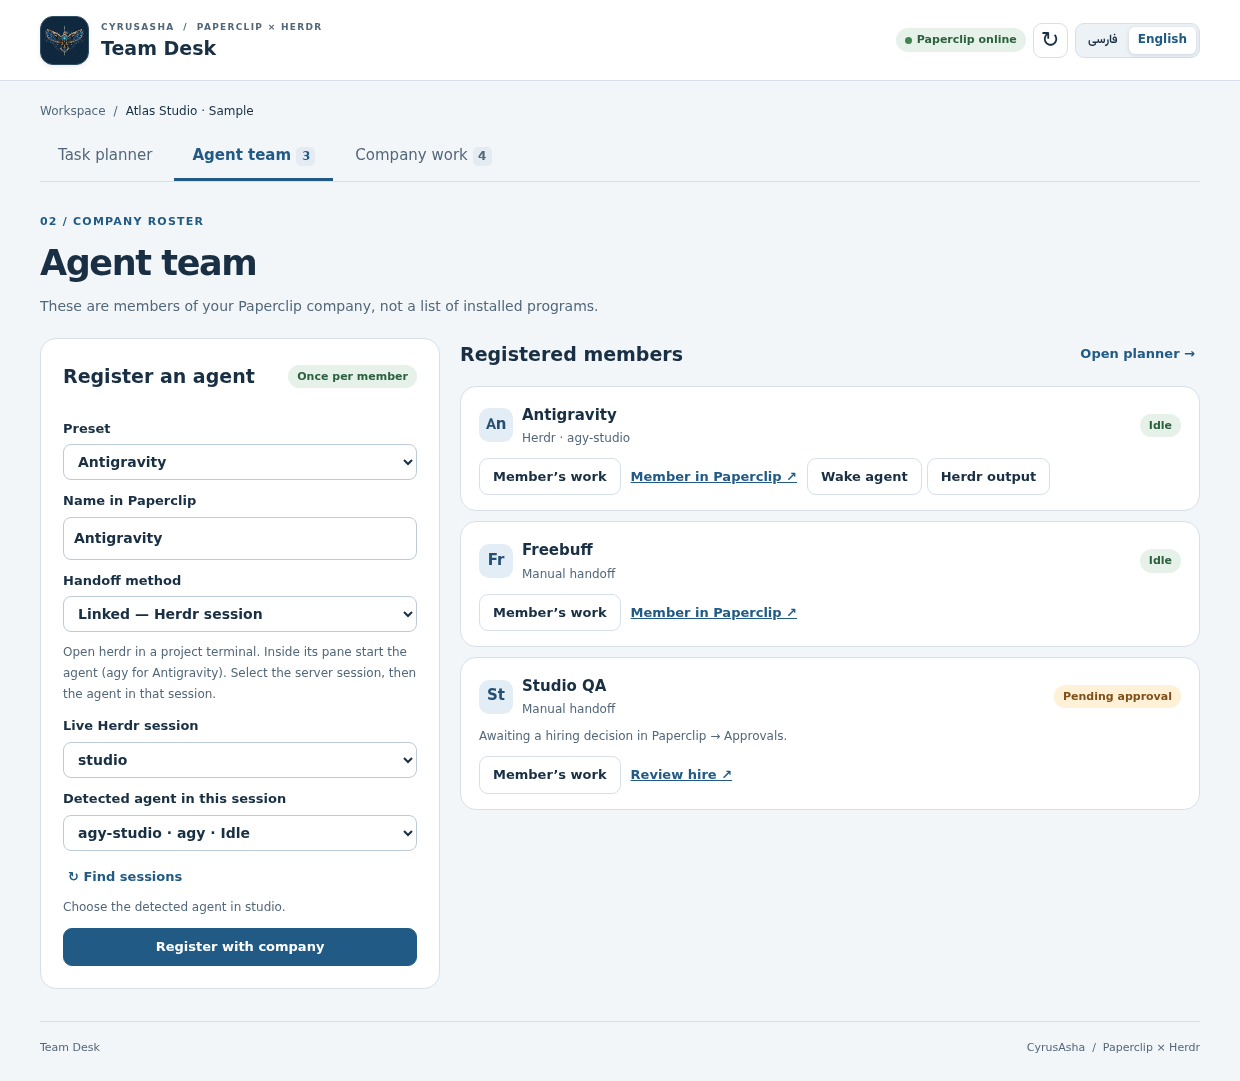 CYRUSASHA / PAPERCLIP × HERDR
Team Desk
Paperclip online
↻
فارسی
English
Workspace / Atlas Studio · Sample
Task planner
Agent team 3
Company work 4
02 / COMPANY ROSTER
Agent team
These are members of your Paperclip company, not a list of installed programs.
Register an agent
Once per member
Preset
Antigravity
Name in Paperclip
Antigravity
Handoff method
Linked — Herdr session
Open herdr in a project terminal. Inside its pane start the
agent (agy for Antigravity). Select the server session, then
the agent in that session.
Live Herdr session
studio
Detected agent in this session
agy-studio · agy · Idle
↻ Find sessions
Choose the detected agent in studio.
Register with company
Registered members
Open planner →
An
Antigravity
Herdr · agy-studio
Idle
Member’s work
Member in Paperclip ↗
Wake agent
Herdr output
Fr
Freebuff
Manual handoff
Idle
Member’s work
Member in Paperclip ↗
St
Studio QA
Manual handoff
Pending approval
Awaiting a hiring decision in Paperclip → Approvals.
Member’s work
Review hire ↗
Team Desk
CyrusAsha / Paperclip × Herdr